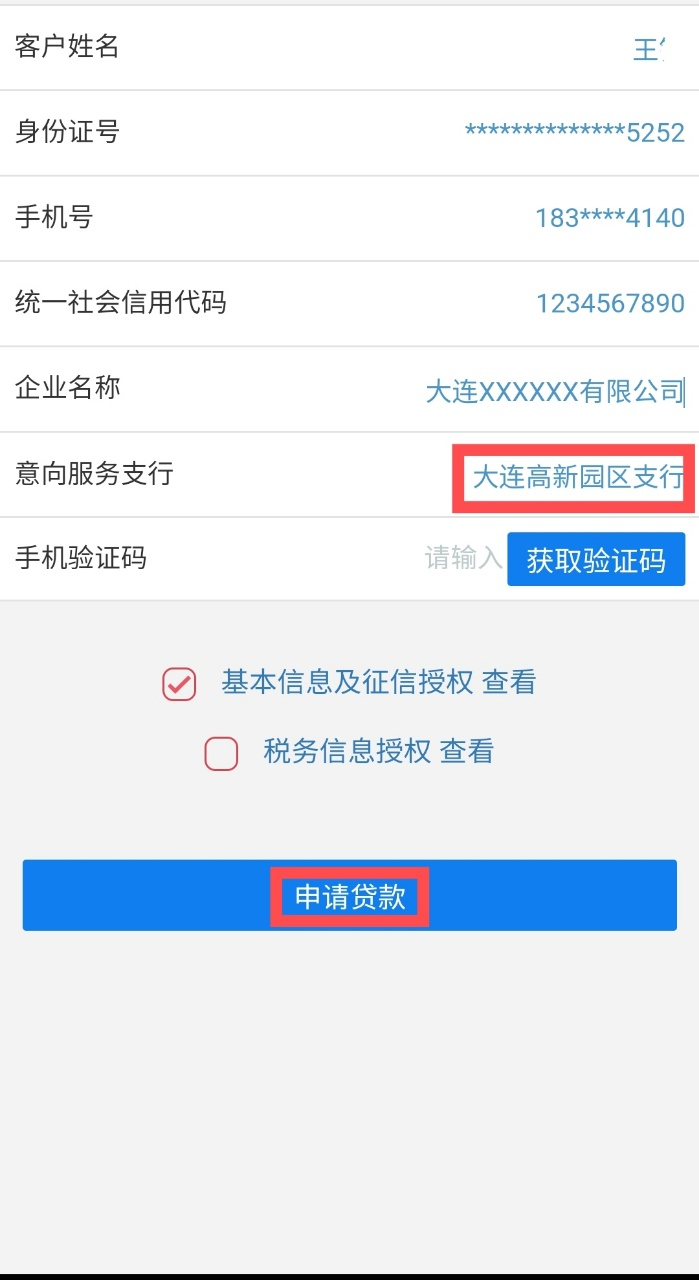 客户姓名 王
身份证号 **************5252
手机号 183****4140
统一社会信用代码 1234567890
企业名称 大连XXXXXX有限公司
意向服务支行 大连高新园区支行
手机验证码 请输入 获取验证码
基本信息及征信授权 查看
税务信息授权 查看
申请贷款